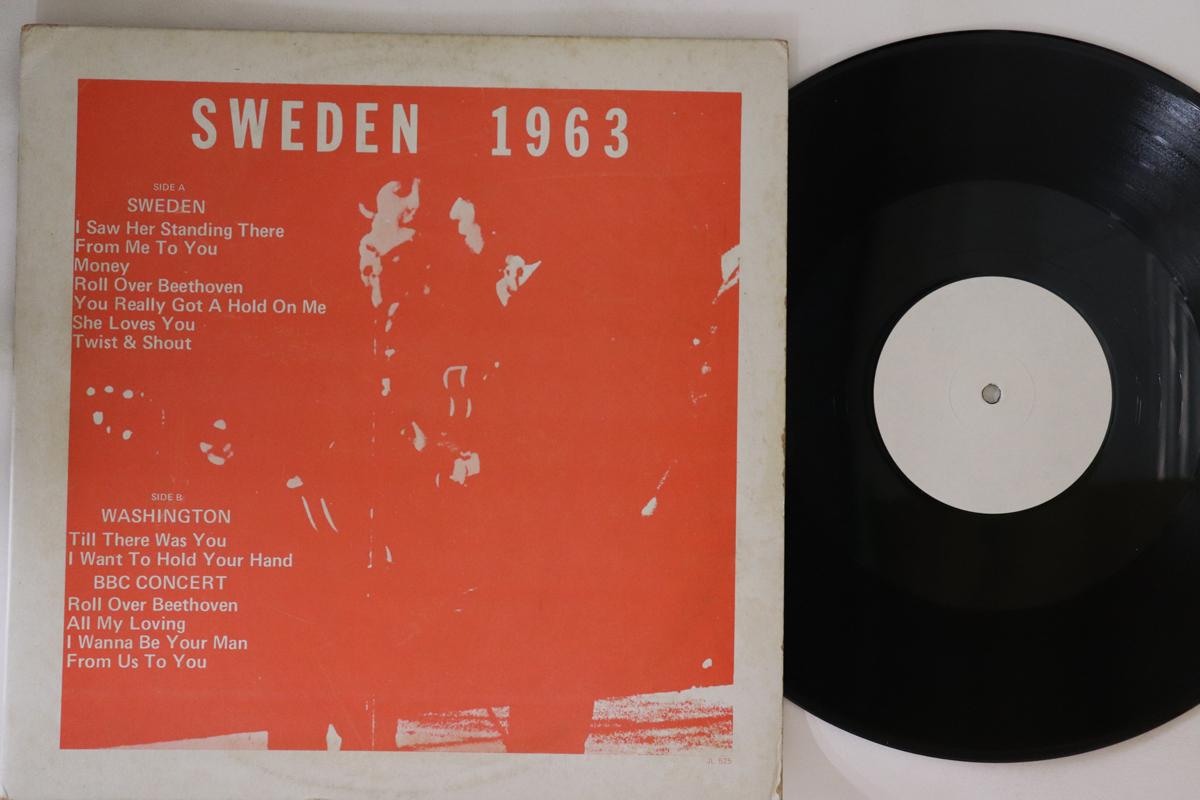 SWEDEN 1963
SIDE A
SWEDEN
I Saw Her Standing There
From Me To You
Money
Roll Over Beethoven
You Really Got A Hold On Me
She Loves You
Twist & Shout
SIDE B
WASHINGTON
Till There Was You
I Want To Hold Your Hand
BBC CONCERT
Roll Over Beethoven
All My Loving
I Wanna Be Your Man
From Us To You
JL 525